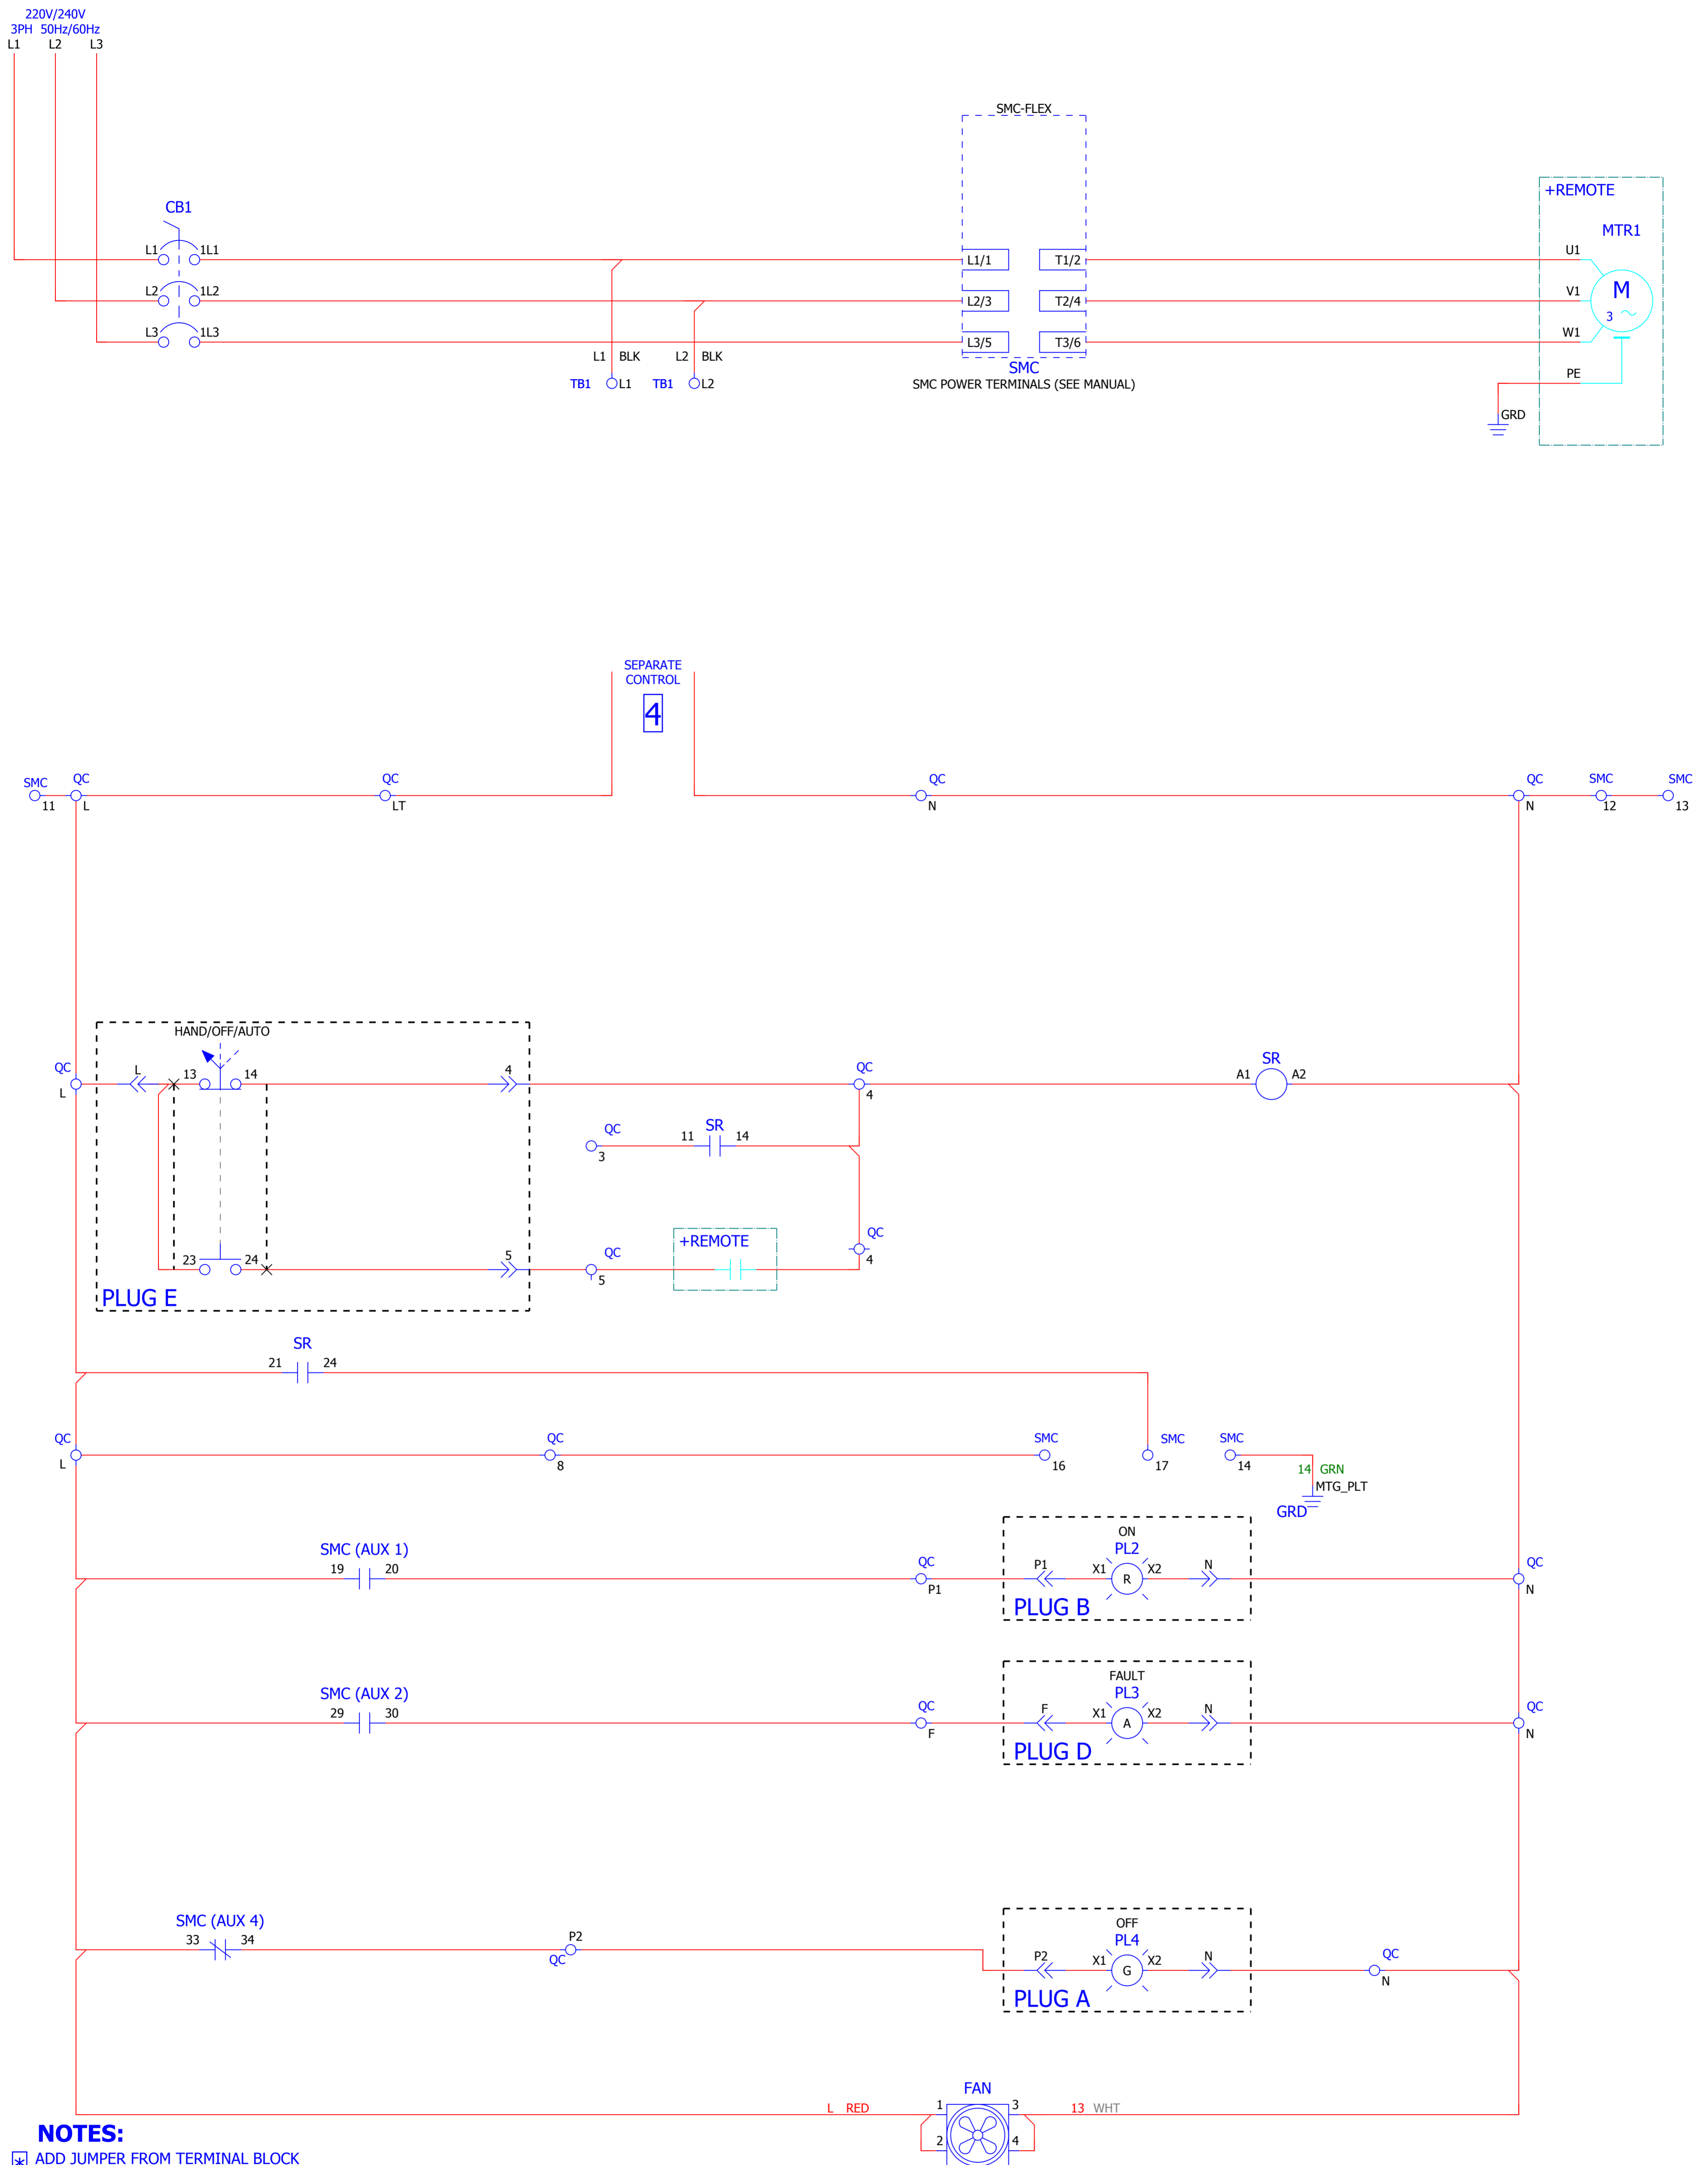 220V/240V
3PH 50Hz/60Hz
L1 L2 L3
SMC-FLEX
+REMOTE
CB1
MTR1
L1 1L1 L1/1 T1/2 U1
L2 1L2 L2/3 T2/4 V1
M
3
L3 1L3 L3/5 T3/6 W1
L1 BLK L2 BLK
SMC
TB1 L1 TB1 L2
SMC POWER TERMINALS (SEE MANUAL)
PE
GRD
SEPARATE
CONTROL
4
SMC QC QC QC QC SMC SMC
11 L LT N N 12 13
HAND/OFF/AUTO
QC L 13 14 4 QC SR
L 4 A1 A2
QC 11 SR 14
3
+REMOTE
QC
4
23 24 5 QC
5
PLUG E
SR
21 24
QC QC SMC SMC SMC
L 8 16 17 14
14 GRN
MTG_PLT
GRD
ON
SMC (AUX 1) PL2
19 20 QC P1 X1 X2 N QC
P1 R N
PLUG B
FAULT
SMC (AUX 2) PL3
29 30 QC F X1 X2 N QC
F A N
PLUG D
SMC (AUX 4) OFF
33 34 P2 PL4
QC P2 X1 X2 N QC
G N
PLUG A
FAN
L RED 1 3 13 WHT
2 4
NOTES:
* ADD JUMPER FROM TERMINAL BLOCK